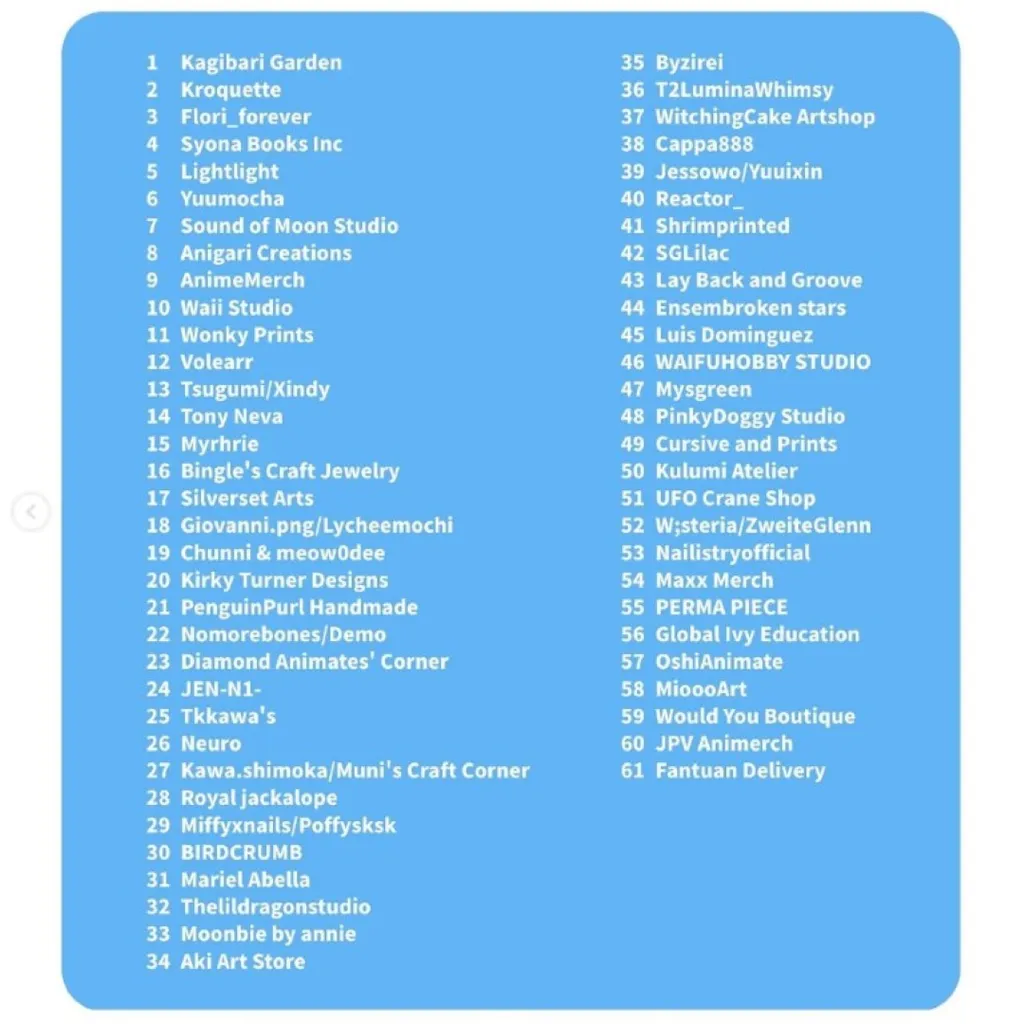 1 Kagibari Garden
2 Kroquette
3 Flori_forever
4 Syona Books Inc
5 Lightlight
6 Yuumocha
7 Sound of Moon Studio
8 Anigari Creations
9 AnimeMerch
10 Waii Studio
11 Wonky Prints
12 Volearr
13 Tsugumi/Xindy
14 Tony Neva
15 Myrhrie
16 Bingle's Craft Jewelry
17 Silverset Arts
18 Giovanni.png/Lycheemochi
19 Chunni & meow0dee
20 Kirky Turner Designs
21 PenguinPurl Handmade
22 Nomorebones/Demo
23 Diamond Animates' Corner
24 JEN-N1-
25 Tkkawa's
26 Neuro
27 Kawa.shimoka/Muni's Craft Corner
28 Royal jackalope
29 Miffyxnails/Poffysksk
30 BIRDCRUMB
31 Mariel Abella
32 Thelildragonstudio
33 Moonbie by annie
34 Aki Art Store
35 Byzirei
36 T2LuminaWhimsy
37 WitchingCake Artshop
38 Cappa888
39 Jessowo/Yuuixin
40 Reactor_
41 Shrimprinted
42 SGLilac
43 Lay Back and Groove
44 Ensembroken stars
45 Luis Dominguez
46 WAIFUHOBBY STUDIO
47 Mysgreen
48 PinkyDoggy Studio
49 Cursive and Prints
50 Kulumi Atelier
51 UFO Crane Shop
52 W;steria/ZweiteGlenn
53 Nailistryofficial
54 Maxx Merch
55 PERMA PIECE
56 Global Ivy Education
57 OshiAnimate
58 MioooArt
59 Would You Boutique
60 JPV Animerch
61 Fantuan Delivery